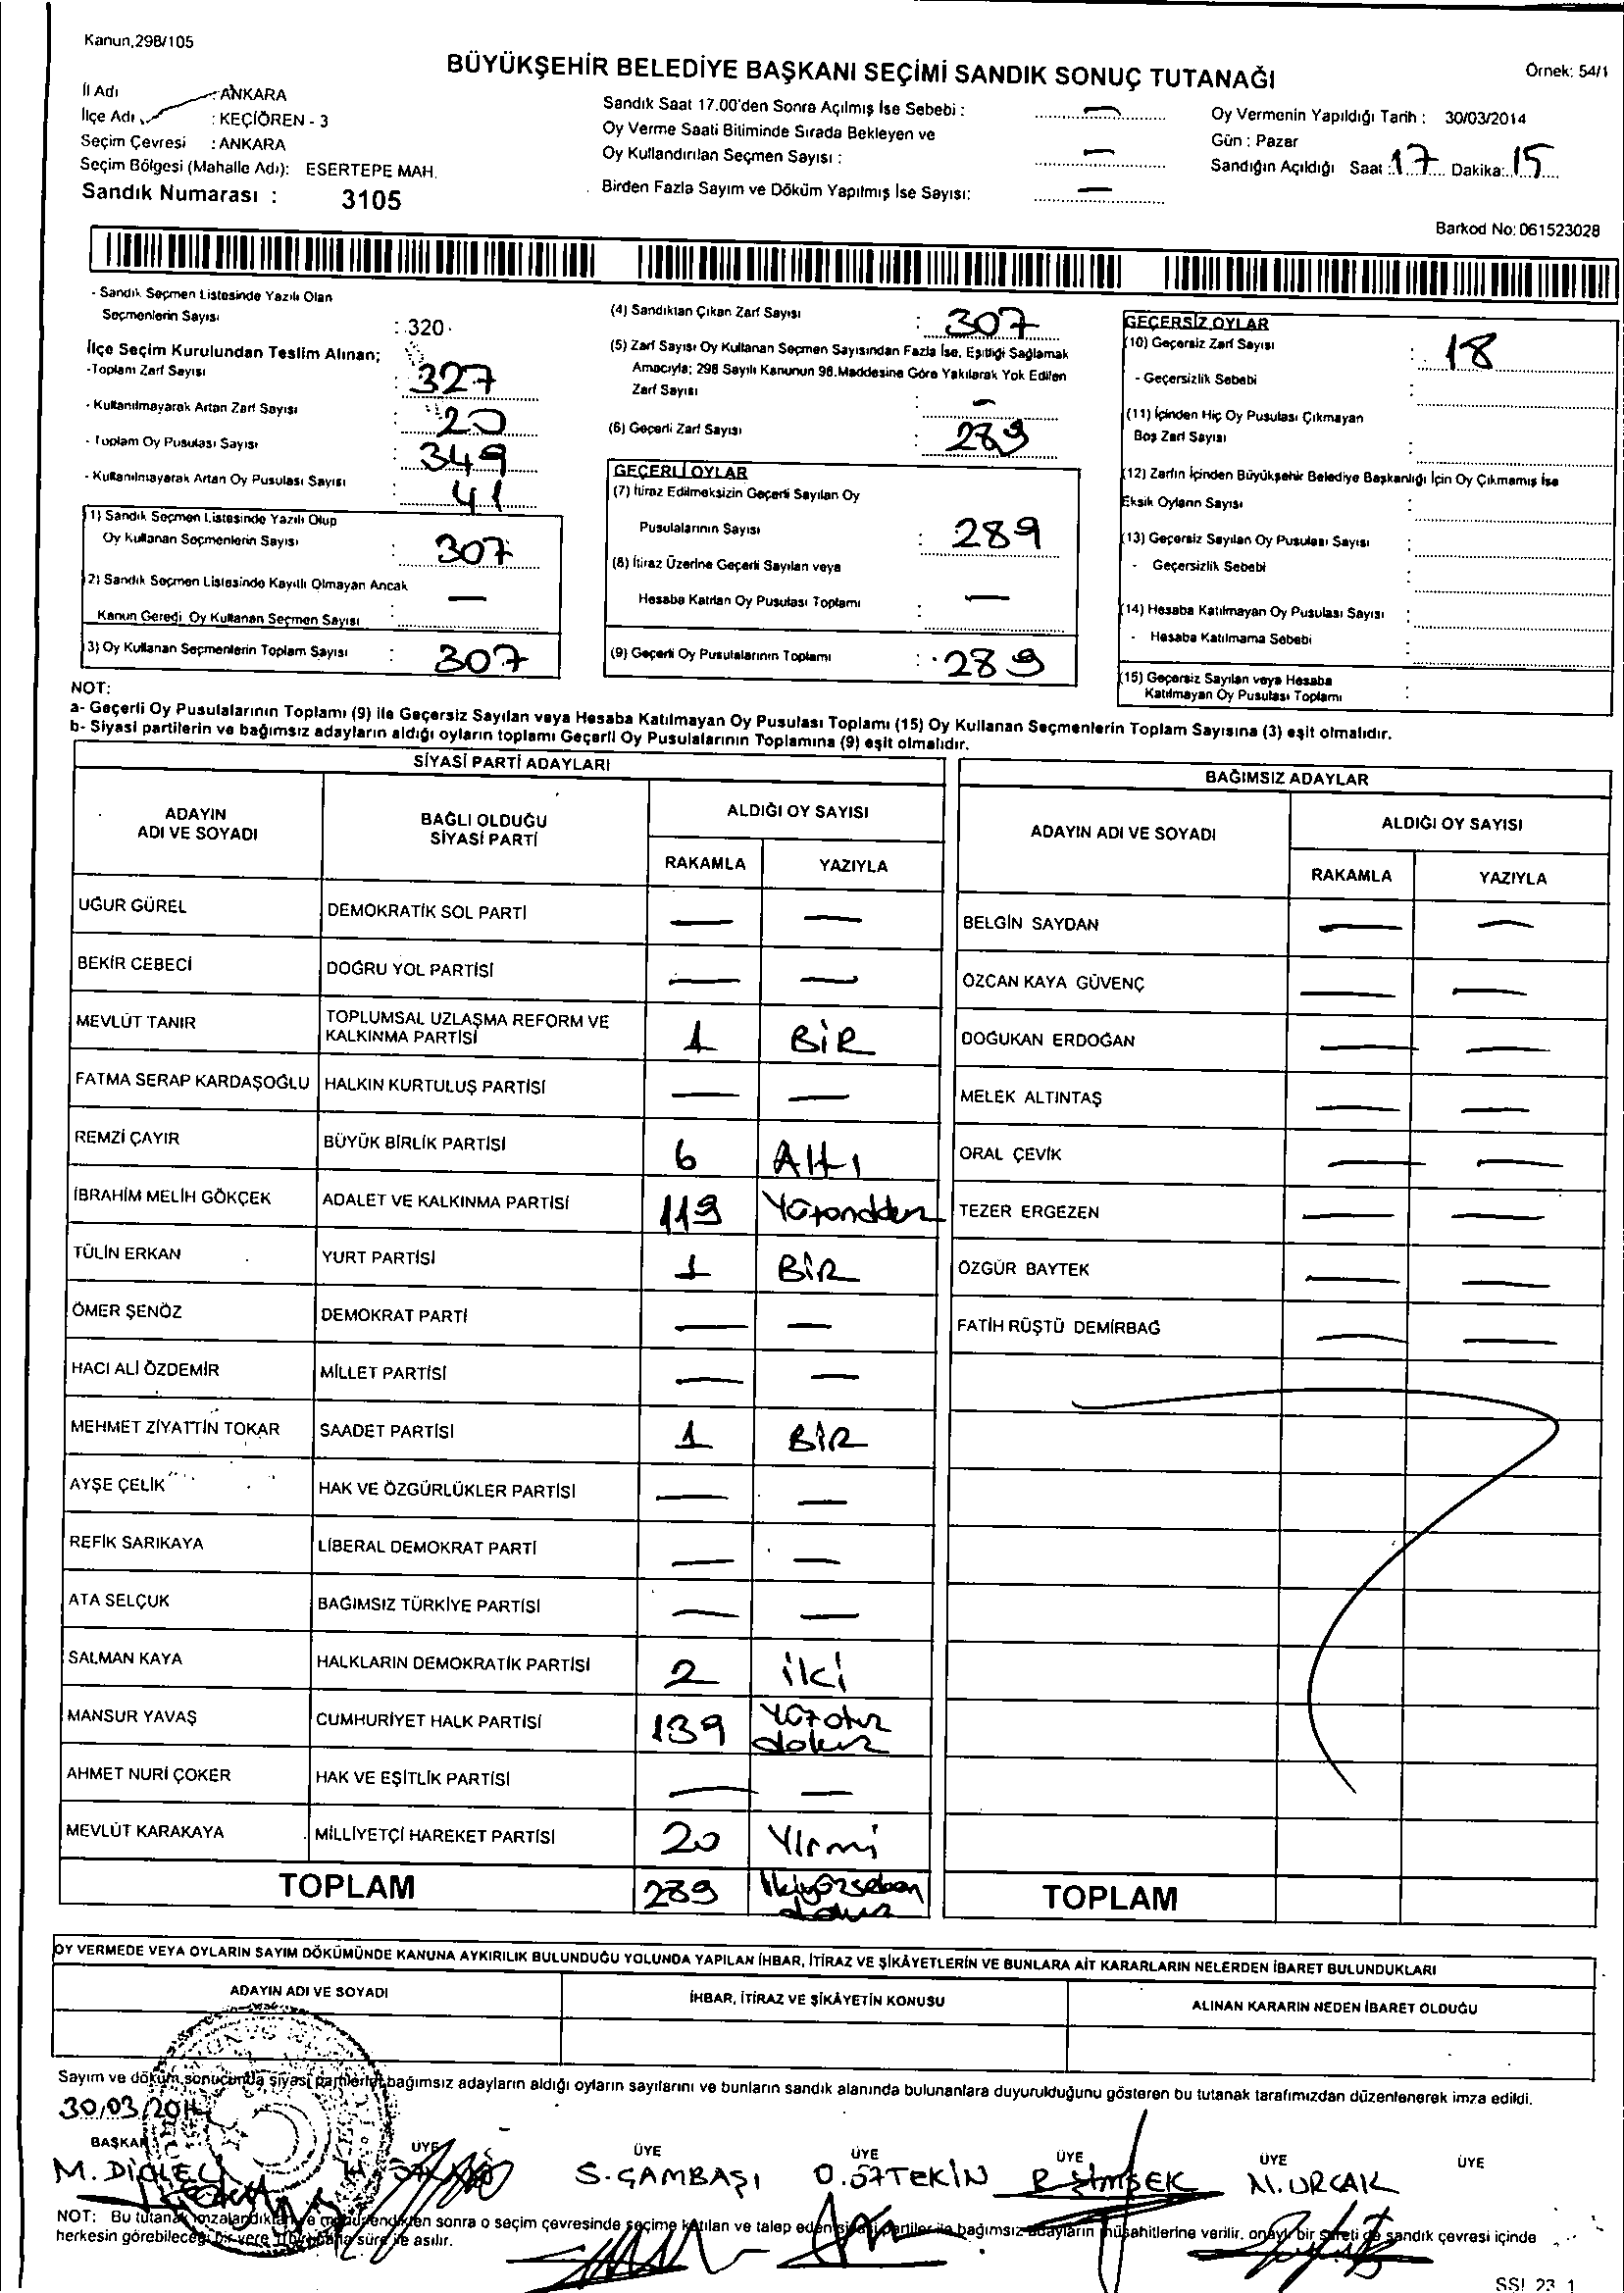 Kanun,298/105
BÜYÜKŞEHİR BELEDİYE BAŞKANI SEÇİMİ SANDIK SONUÇ TUTANAĞI
Örnek: 54/1
İl Adı : ANKARA
İlçe Adı : KEÇİÖREN - 3
Seçim Çevresi : ANKARA
Seçim Bölgesi (Mahalle Adı): ESERTEPE MAH.
Sandık Numarası : 3105
Sandık Saat 17.00'den Sonra Açılmış İse Sebebi : —
Oy Verme Saati Bitiminde Sırada Bekleyen ve
Oy Kullandırılan Seçmen Sayısı : —
Birden Fazla Sayım ve Döküm Yapılmış İse Sayısı: —
Oy Vermenin Yapıldığı Tarih : 30/03/2014
Gün : Pazar
Sandığın Açıldığı Saat : 17 Dakika: 15
Barkod No: 061523028
- Sandık Seçmen Listesinde Yazılı Olan
Seçmenlerin Sayısı : 320
İlçe Seçim Kurulundan Teslim Alınan;
-Toplam Zarf Sayısı : 327
- Kullanılmayarak Artan Zarf Sayısı : 20
- Toplam Oy Pusulası Sayısı : 349
- Kullanılmayarak Artan Oy Pusulası Sayısı : 41
1) Sandık Seçmen Listesinde Yazılı Olup
Oy Kullanan Seçmenlerin Sayısı : 307
2) Sandık Seçmen Listesinde Kayıtlı Olmayan Ancak
Kanun Gereği Oy Kullanan Seçmen Sayısı : —
3) Oy Kullanan Seçmenlerin Toplam Sayısı : 307
(4) Sandıktan Çıkan Zarf Sayısı : 307
(5) Zarf Sayısı Oy Kullanan Seçmen Sayısından Fazla İse, Eşitliği Sağlamak
Amacıyla; 298 Sayılı Kanunun 98.Maddesine Göre Yakılarak Yok Edilen
Zarf Sayısı : -
(6) Geçerli Zarf Sayısı : 289
GEÇERLİ OYLAR
(7) İtiraz Edilmeksizin Geçerli Sayılan Oy
Pusulalarının Sayısı : 289
(8) İtiraz Üzerine Geçerli Sayılan veya
Hesaba Katılan Oy Pusulası Toplamı : —
(9) Geçerli Oy Pusulalarının Toplamı : 289
GEÇERSİZ OYLAR
(10) Geçersiz Zarf Sayısı : 18
- Geçersizlik Sebebi :
(11) İçinden Hiç Oy Pusulası Çıkmayan
Boş Zarf Sayısı :
(12) Zarfın İçinden Büyükşehir Belediye Başkanlığı İçin Oy Çıkmamış İse
Eksik Oyların Sayısı :
(13) Geçersiz Sayılan Oy Pusulası Sayısı :
- Geçersizlik Sebebi :
(14) Hesaba Katılmayan Oy Pusulası Sayısı :
- Hesaba Katılmama Sebebi :
(15) Geçersiz Sayılan veya Hesaba
Katılmayan Oy Pusulası Toplamı :
NOT:
a- Geçerli Oy Pusulalarının Toplamı (9) ile Geçersiz Sayılan veya Hesaba Katılmayan Oy Pusulası Toplamı (15) Oy Kullanan Seçmenlerin Toplam Sayısına (3) eşit olmalıdır.
b- Siyasi partilerin ve bağımsız adayların aldığı oyların toplamı Geçerli Oy Pusulalarının Toplamına (9) eşit olmalıdır.
SİYASİ PARTİ ADAYLARI
ADAYIN ADI VE SOYADI BAĞLI OLDUĞU SİYASİ PARTİ ALDIĞI OY SAYISI
RAKAMLA YAZIYLA
UĞUR GÜREL DEMOKRATİK SOL PARTİ — —
BEKİR CEBECİ DOĞRU YOL PARTİSİ — —
MEVLÜT TANIR TOPLUMSAL UZLAŞMA REFORM VE KALKINMA PARTİSİ 1 BİR
FATMA SERAP KARDAŞOĞLU HALKIN KURTULUŞ PARTİSİ — —
REMZİ ÇAYIR BÜYÜK BİRLİK PARTİSİ 6 Altı
İBRAHİM MELİH GÖKÇEK ADALET VE KALKINMA PARTİSİ 119
TÜLİN ERKAN YURT PARTİSİ 1 BİR
ÖMER ŞENÖZ DEMOKRAT PARTİ — —
HACI ALİ ÖZDEMİR MİLLET PARTİSİ — —
MEHMET ZİYATTİN TOKAR SAADET PARTİSİ 1 BİR
AYŞE ÇELİK HAK VE ÖZGÜRLÜKLER PARTİSİ — —
REFİK SARIKAYA LİBERAL DEMOKRAT PARTİ — —
ATA SELÇUK BAĞIMSIZ TÜRKİYE PARTİSİ — —
SALMAN KAYA HALKLARIN DEMOKRATİK PARTİSİ 2 iki
MANSUR YAVAŞ CUMHURİYET HALK PARTİSİ 139 Yüzotuz dokuz
AHMET NURİ ÇOKER HAK VE EŞİTLİK PARTİSİ — —
MEVLÜT KARAKAYA MİLLİYETÇİ HAREKET PARTİSİ 20 Yirmi
TOPLAM 289 İkiyüzseksen dokuz
BAĞIMSIZ ADAYLAR
ADAYIN ADI VE SOYADI ALDIĞI OY SAYISI
RAKAMLA YAZIYLA
BELGİN SAYDAN — —
ÖZCAN KAYA GÜVENÇ — —
DOĞUKAN ERDOĞAN — —
MELEK ALTINTAŞ — —
ORAL ÇEVİK — —
TEZER ERGEZEN — —
ÖZGÜR BAYTEK — —
FATİH RÜŞTÜ DEMİRBAĞ — —
TOPLAM
OY VERMEDE VEYA OYLARIN SAYIM DÖKÜMÜNDE KANUNA AYKIRILIK BULUNDUĞU YOLUNDA YAPILAN İHBAR, İTİRAZ VE ŞİKÂYETLERİN VE BUNLARA AİT KARARLARIN NELERDEN İBARET BULUNDUKLARI
ADAYIN ADI VE SOYADI İHBAR, İTİRAZ VE ŞİKÂYETİN KONUSU ALINAN KARARIN NEDEN İBARET OLDUĞU
Sayım ve döküm sonucunda siyasi partilerle bağımsız adayların aldığı oyların sayılarını ve bunların sandık alanında bulunanlara duyurulduğunu gösteren bu tutanak tarafımızdan düzenlenerek imza edildi.
30/03/2014
BAŞKAN ÜYE ÜYE ÜYE ÜYE ÜYE ÜYE
S. ÇAMBAŞI O. ÖZTEKİN R. ŞİMŞEK N. URCAK
NOT: Bu tutanak imzalandıktan ve mühürlendikten sonra o seçim çevresinde seçime katılan ve talep eden siyasi partiler ile bağımsız adayların müşahitlerine verilir, onaylı bir sureti de sandık çevresi içinde
herkesin görebileceği bir yere süre ile asılır.
SSI 23 1